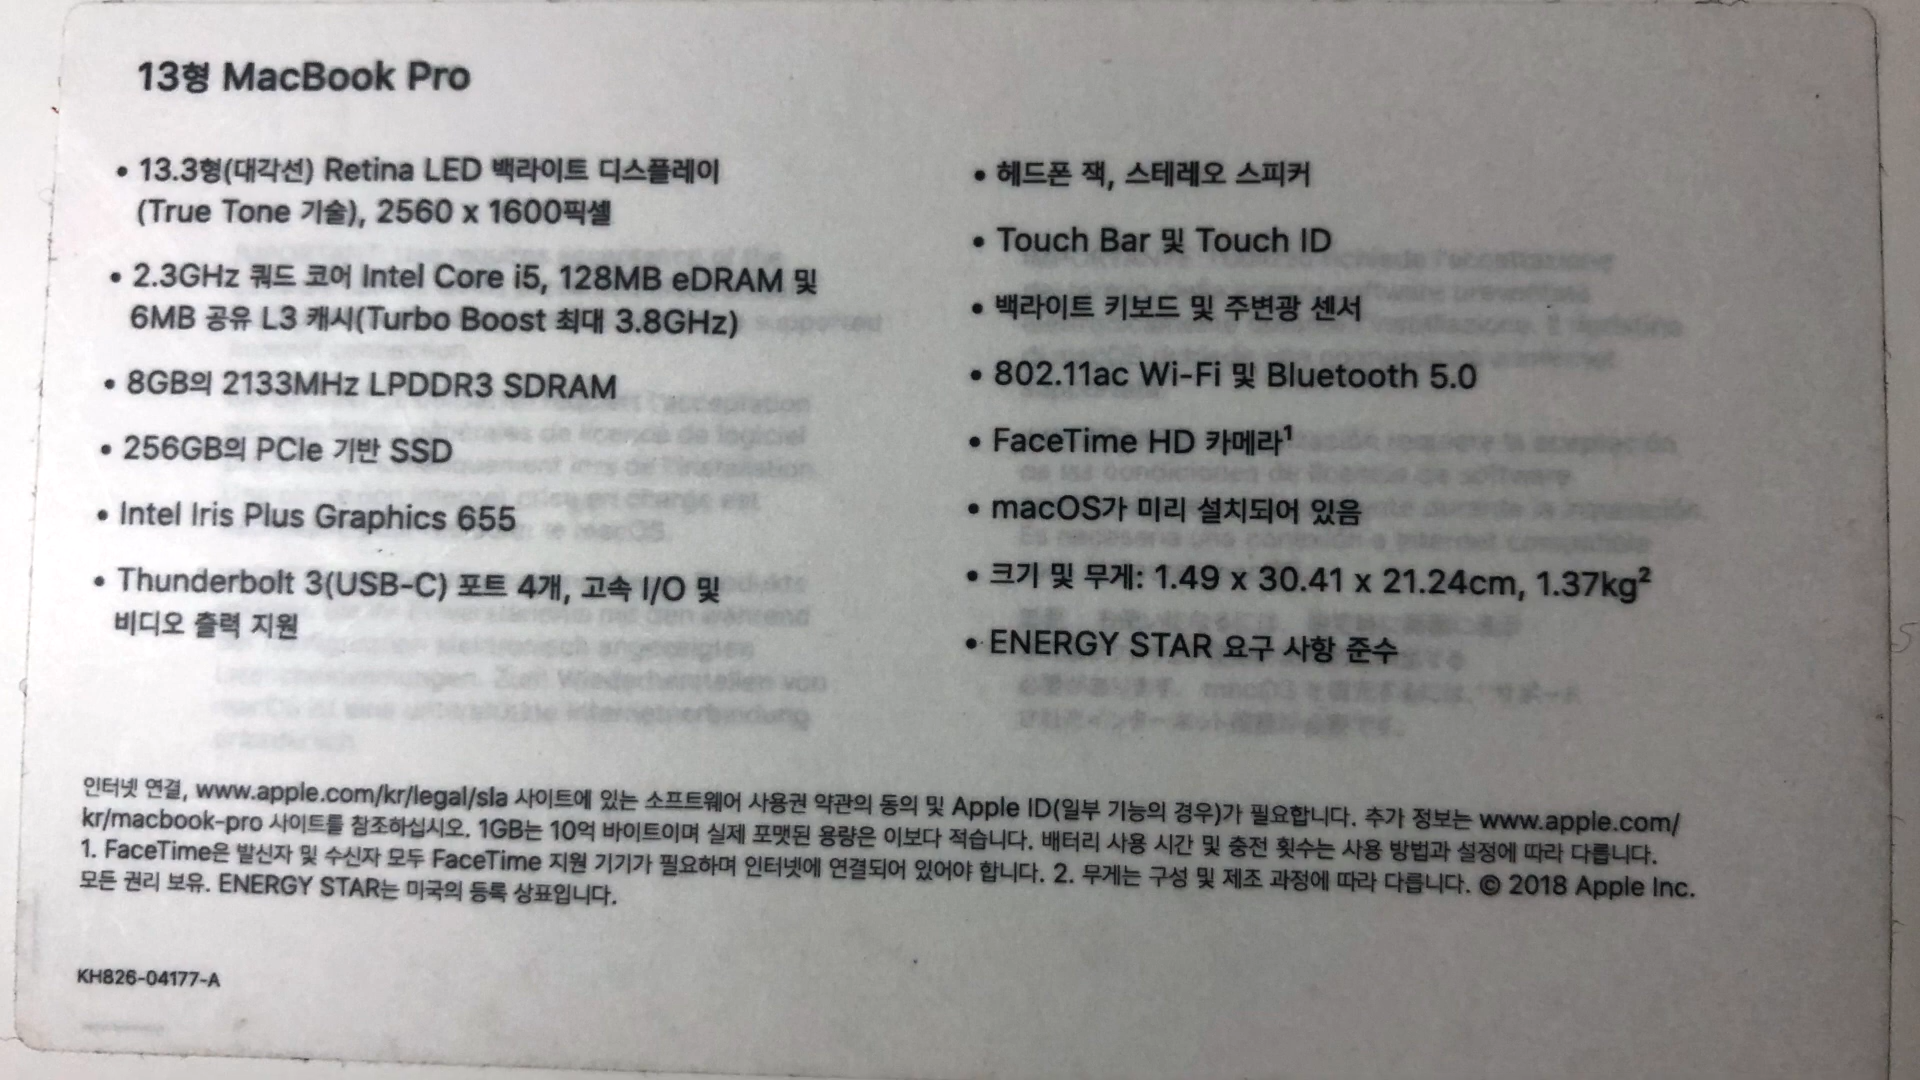 13형 MacBook Pro
• 13.3형(대각선) Retina LED 백라이트 디스플레이
(True Tone 기술), 2560 x 1600픽셀
• 2.3GHz 쿼드 코어 Intel Core i5, 128MB eDRAM 및
6MB 공유 L3 캐시(Turbo Boost 최대 3.8GHz)
• 8GB의 2133MHz LPDDR3 SDRAM
• 256GB의 PCIe 기반 SSD
• Intel Iris Plus Graphics 655
• Thunderbolt 3(USB-C) 포트 4개, 고속 I/O 및
비디오 출력 지원
• 헤드폰 잭, 스테레오 스피커
• Touch Bar 및 Touch ID
• 백라이트 키보드 및 주변광 센서
• 802.11ac Wi-Fi 및 Bluetooth 5.0
• FaceTime HD 카메라¹
• macOS가 미리 설치되어 있음
• 크기 및 무게: 1.49 x 30.41 x 21.24cm, 1.37kg²
• ENERGY STAR 요구 사항 준수
인터넷 연결, www.apple.com/kr/legal/sla 사이트에 있는 소프트웨어 사용권 약관의 동의 및 Apple ID(일부 기능의 경우)가 필요합니다. 추가 정보는 www.apple.com/
kr/macbook-pro 사이트를 참조하십시오. 1GB는 10억 바이트이며 실제 포맷된 용량은 이보다 적습니다. 배터리 사용 시간 및 충전 횟수는 사용 방법과 설정에 따라 다릅니다.
1. FaceTime은 발신자 및 수신자 모두 FaceTime 지원 기기가 필요하며 인터넷에 연결되어 있어야 합니다. 2. 무게는 구성 및 제조 과정에 따라 다릅니다. © 2018 Apple Inc.
모든 권리 보유. ENERGY STAR는 미국의 등록 상표입니다.
KH826-04177-A